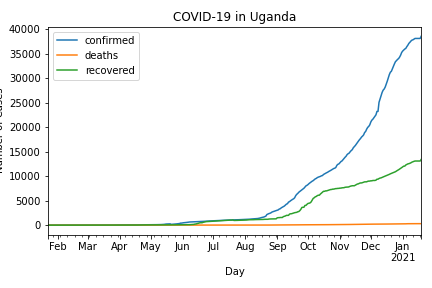 COVID-19 in Uganda
confirmed
deaths
recovered
40000
35000
30000
25000
20000
15000
10000
5000
0
Feb Mar Apr May Jun Jul Aug Sep Oct Nov Dec Jan
2021
Day